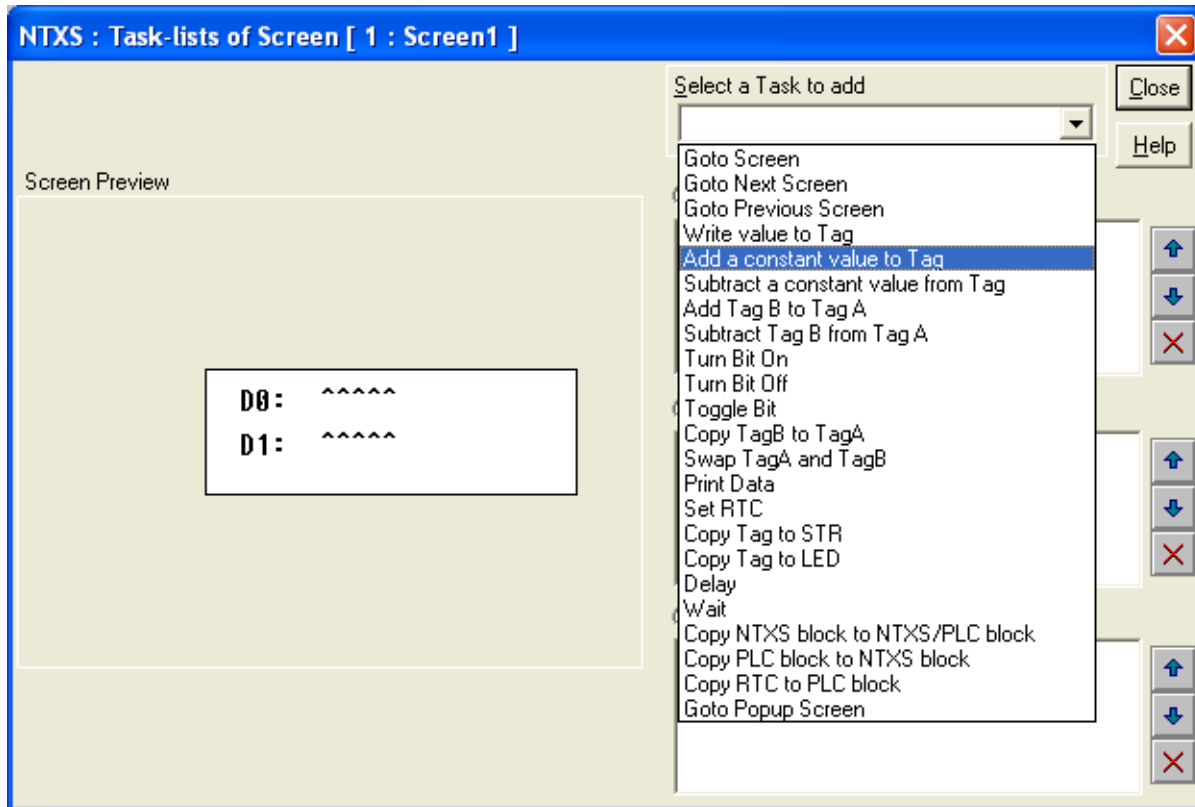 NTXS : Task-lists of Screen [ 1 : Screen1 ]
Select a Task to add
Close
Help
Screen Preview
Goto Screen
Goto Next Screen
Goto Previous Screen
Write value to Tag
Add a constant value to Tag
Subtract a constant value from Tag
Add Tag B to Tag A
Subtract Tag B from Tag A
Turn Bit On
Turn Bit Off
Toggle Bit
Copy TagB to TagA
Swap TagA and TagB
Print Data
Set RTC
Copy Tag to STR
Copy Tag to LED
Delay
Wait
Copy NTXS block to NTXS/PLC block
Copy PLC block to NTXS block
Copy RTC to PLC block
Goto Popup Screen
D0: ^^^^^
D1: ^^^^^